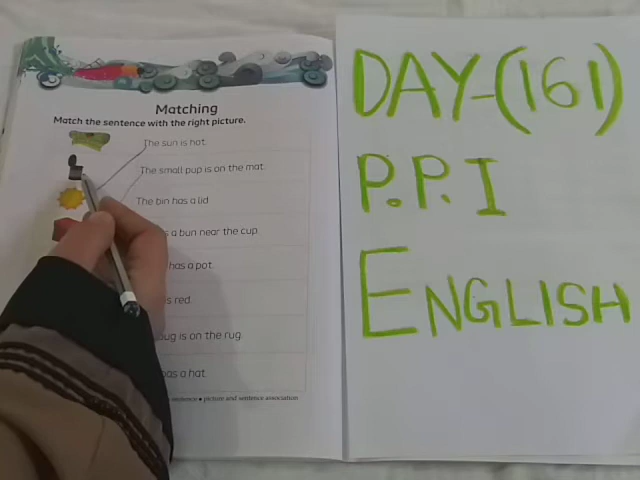 Matching
Match the sentence with the right picture.
The sun is hot.
The small pup is on the mat.
The bin has a lid
a bun near the cup.
has a pot.
is red.
on the rug.
has a hat.
sentence • picture and sentence association
DAY-(161)
P.P.I
ENGLISH